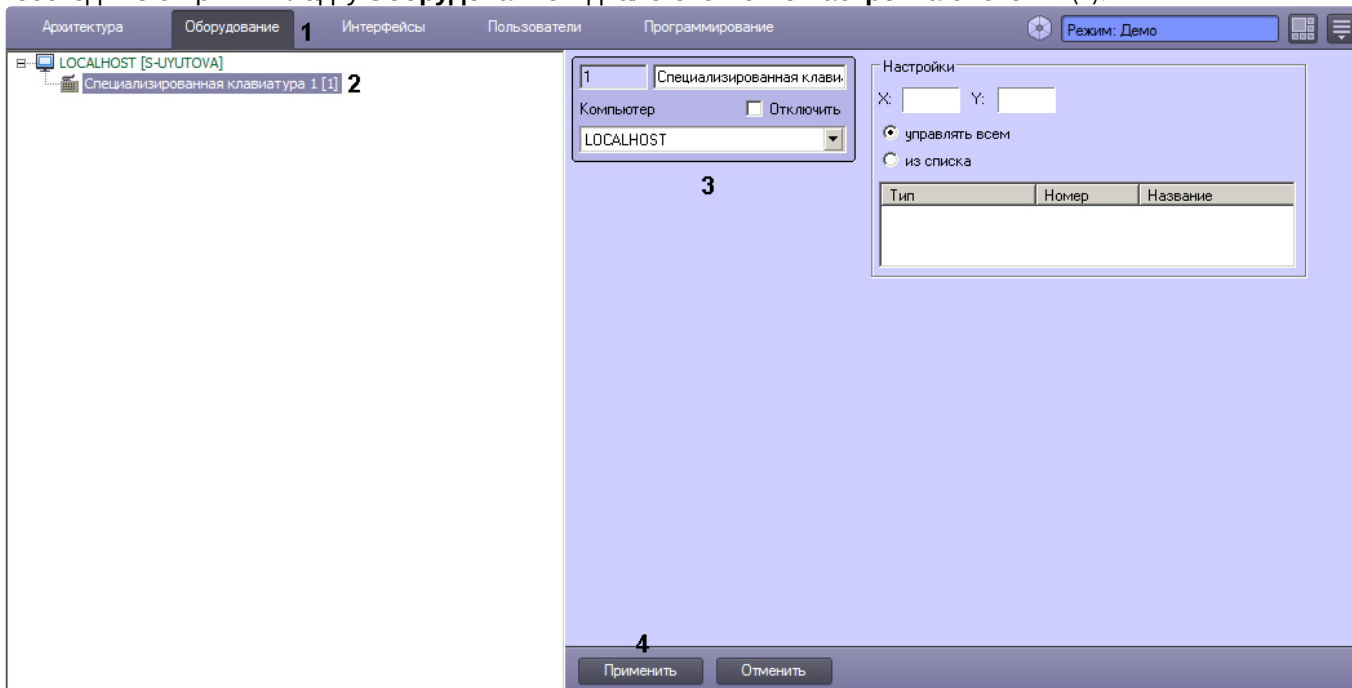 Архитектура Оборудование 1 Интерфейсы Пользователи Программирование Режим: Демо
LOCALHOST [S-UYUTOVA]
Специализированная клавиатура 1 [1] 2
1 Специализированная клави
Компьютер Отключить
LOCALHOST
3
Настройки
X: Y:
управлять всем
из списка
Тип Номер Название
4
Применить Отменить